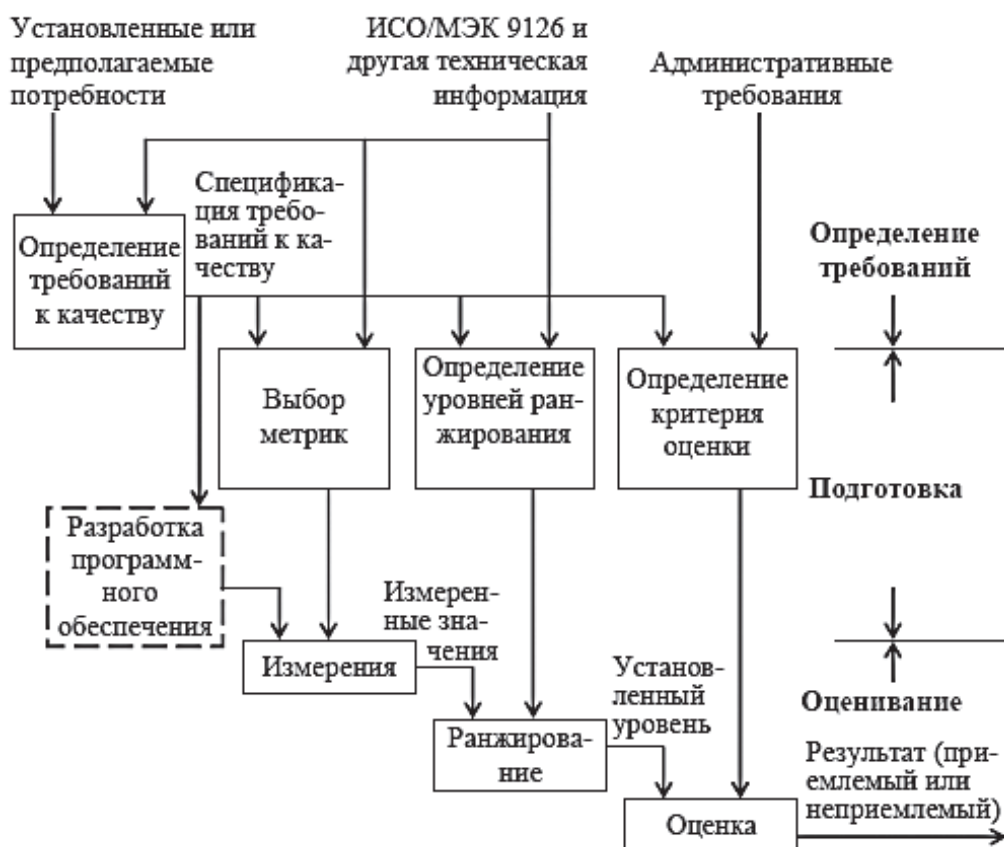 Установленные или
предполагаемые
потребности
ИСО/МЭК 9126 и
другая техническая
информация
Административные
требования
Специфика-
ция требо-
ваний к ка-
честву
Определение
требований
к качеству
Определение
требований
Выбор
метрик
Определение
уровней ран-
жирования
Определение
критерия
оценки
Подготовка
Разработка
программ-
ного
обеспечения
Измерен-
ные зна-
чения
Измерения
Установ-
ленный
уровень
Оценивание
Ранжирова-
ние
Результат (при-
емлемый или
неприемлемый)
Оценка